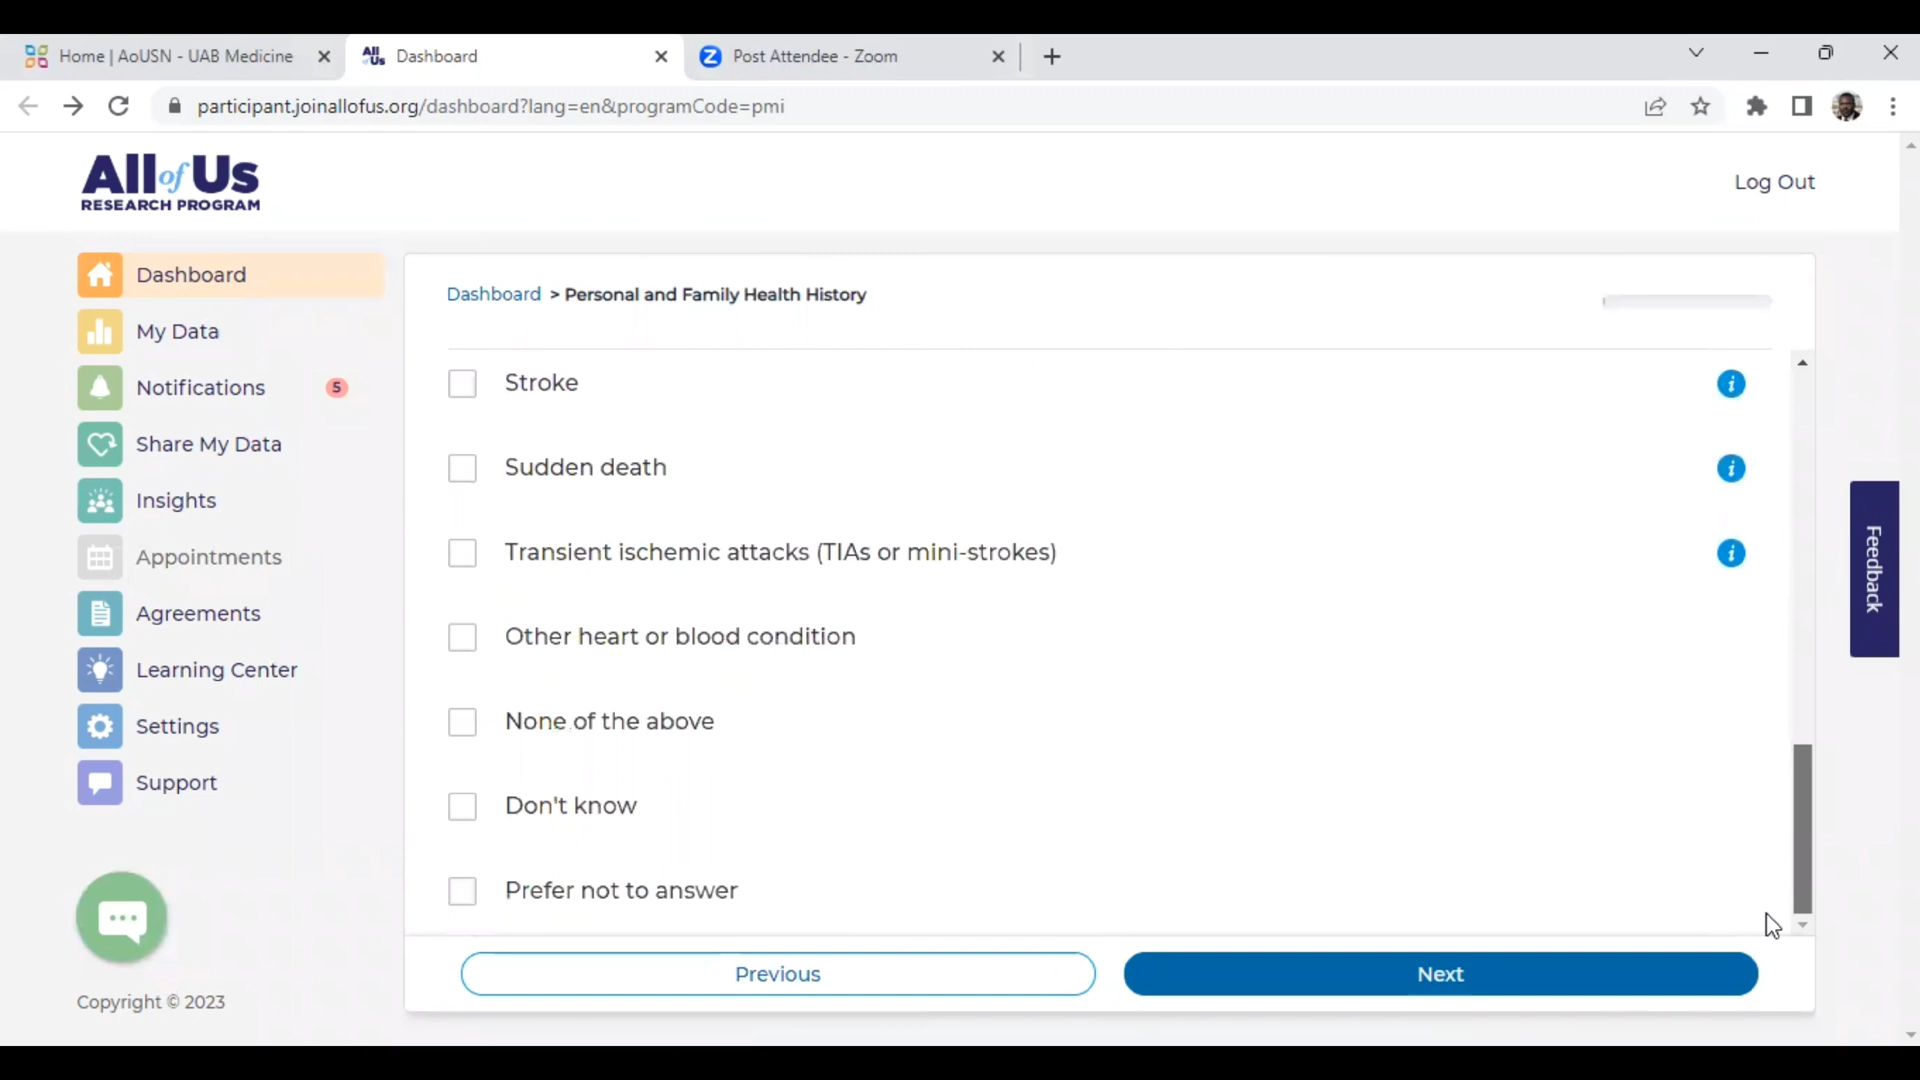 Home | AoUSN - UAB Medicine
All of Us
Dashboard
Z
Post Attendee - Zoom
participant.joinallofus.org/dashboard?lang=en&programCode=pmi
All of Us
RESEARCH PROGRAM
Log Out
Dashboard
My Data
Notifications 5
Share My Data
Insights
Appointments
Agreements
Learning Center
Settings
Support
Copyright © 2023
Dashboard > Personal and Family Health History
Stroke i
Sudden death i
Transient ischemic attacks (TIAs or mini-strokes) i
Other heart or blood condition
None of the above
Don't know
Prefer not to answer
Previous
Next
Feedback